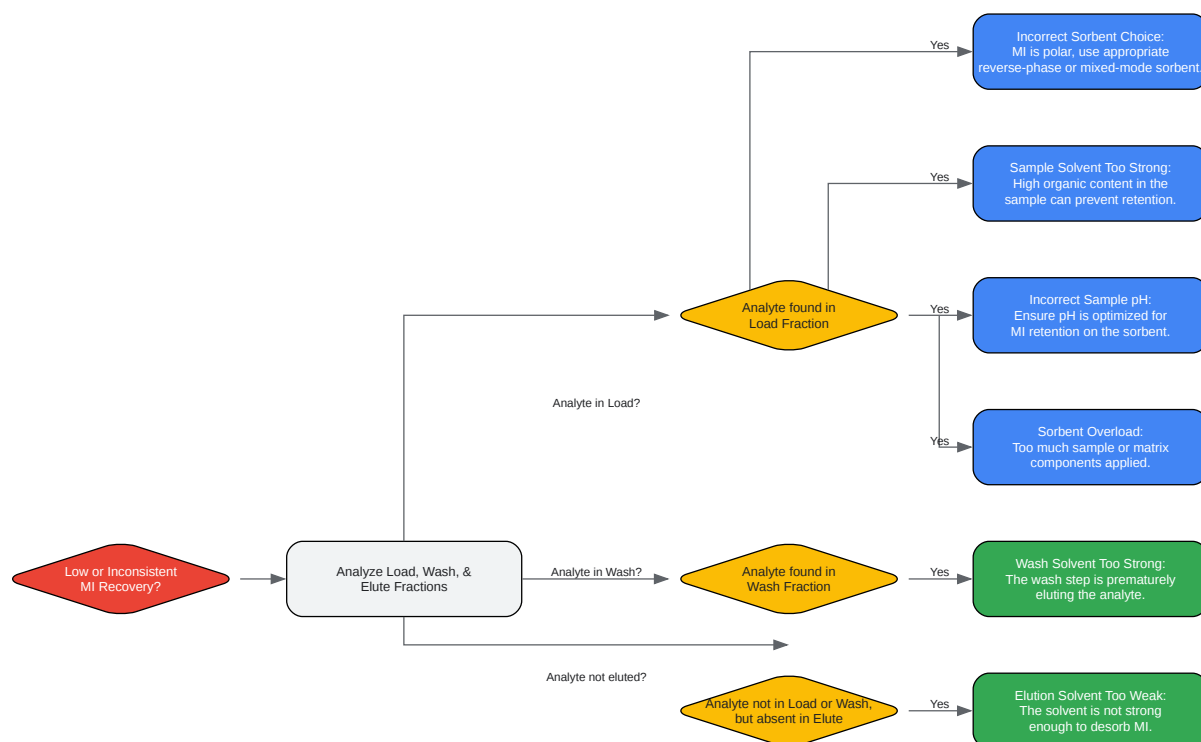 Yes
Incorrect Sorbent Choice:
MI is polar, use appropriate
reverse-phase or mixed-mode sorbent.
Yes
Sample Solvent Too Strong:
High organic content in the
sample can prevent retention.
Analyte found in
Load Fraction
Yes
Incorrect Sample pH:
Ensure pH is optimized for
MI retention on the sorbent.
Analyte in Load?
Yes
Sorbent Overload:
Too much sample or matrix
components applied.
Low or Inconsistent
MI Recovery?
Analyze Load, Wash, &
Elute Fractions
Analyte in Wash?
Analyte found in
Wash Fraction
Yes
Wash Solvent Too Strong:
The wash step is prematurely
eluting the analyte.
Analyte not eluted?
Analyte not in Load or Wash,
but absent in Elute
Yes
Elution Solvent Too Weak:
The solvent is not strong
enough to desorb MI.